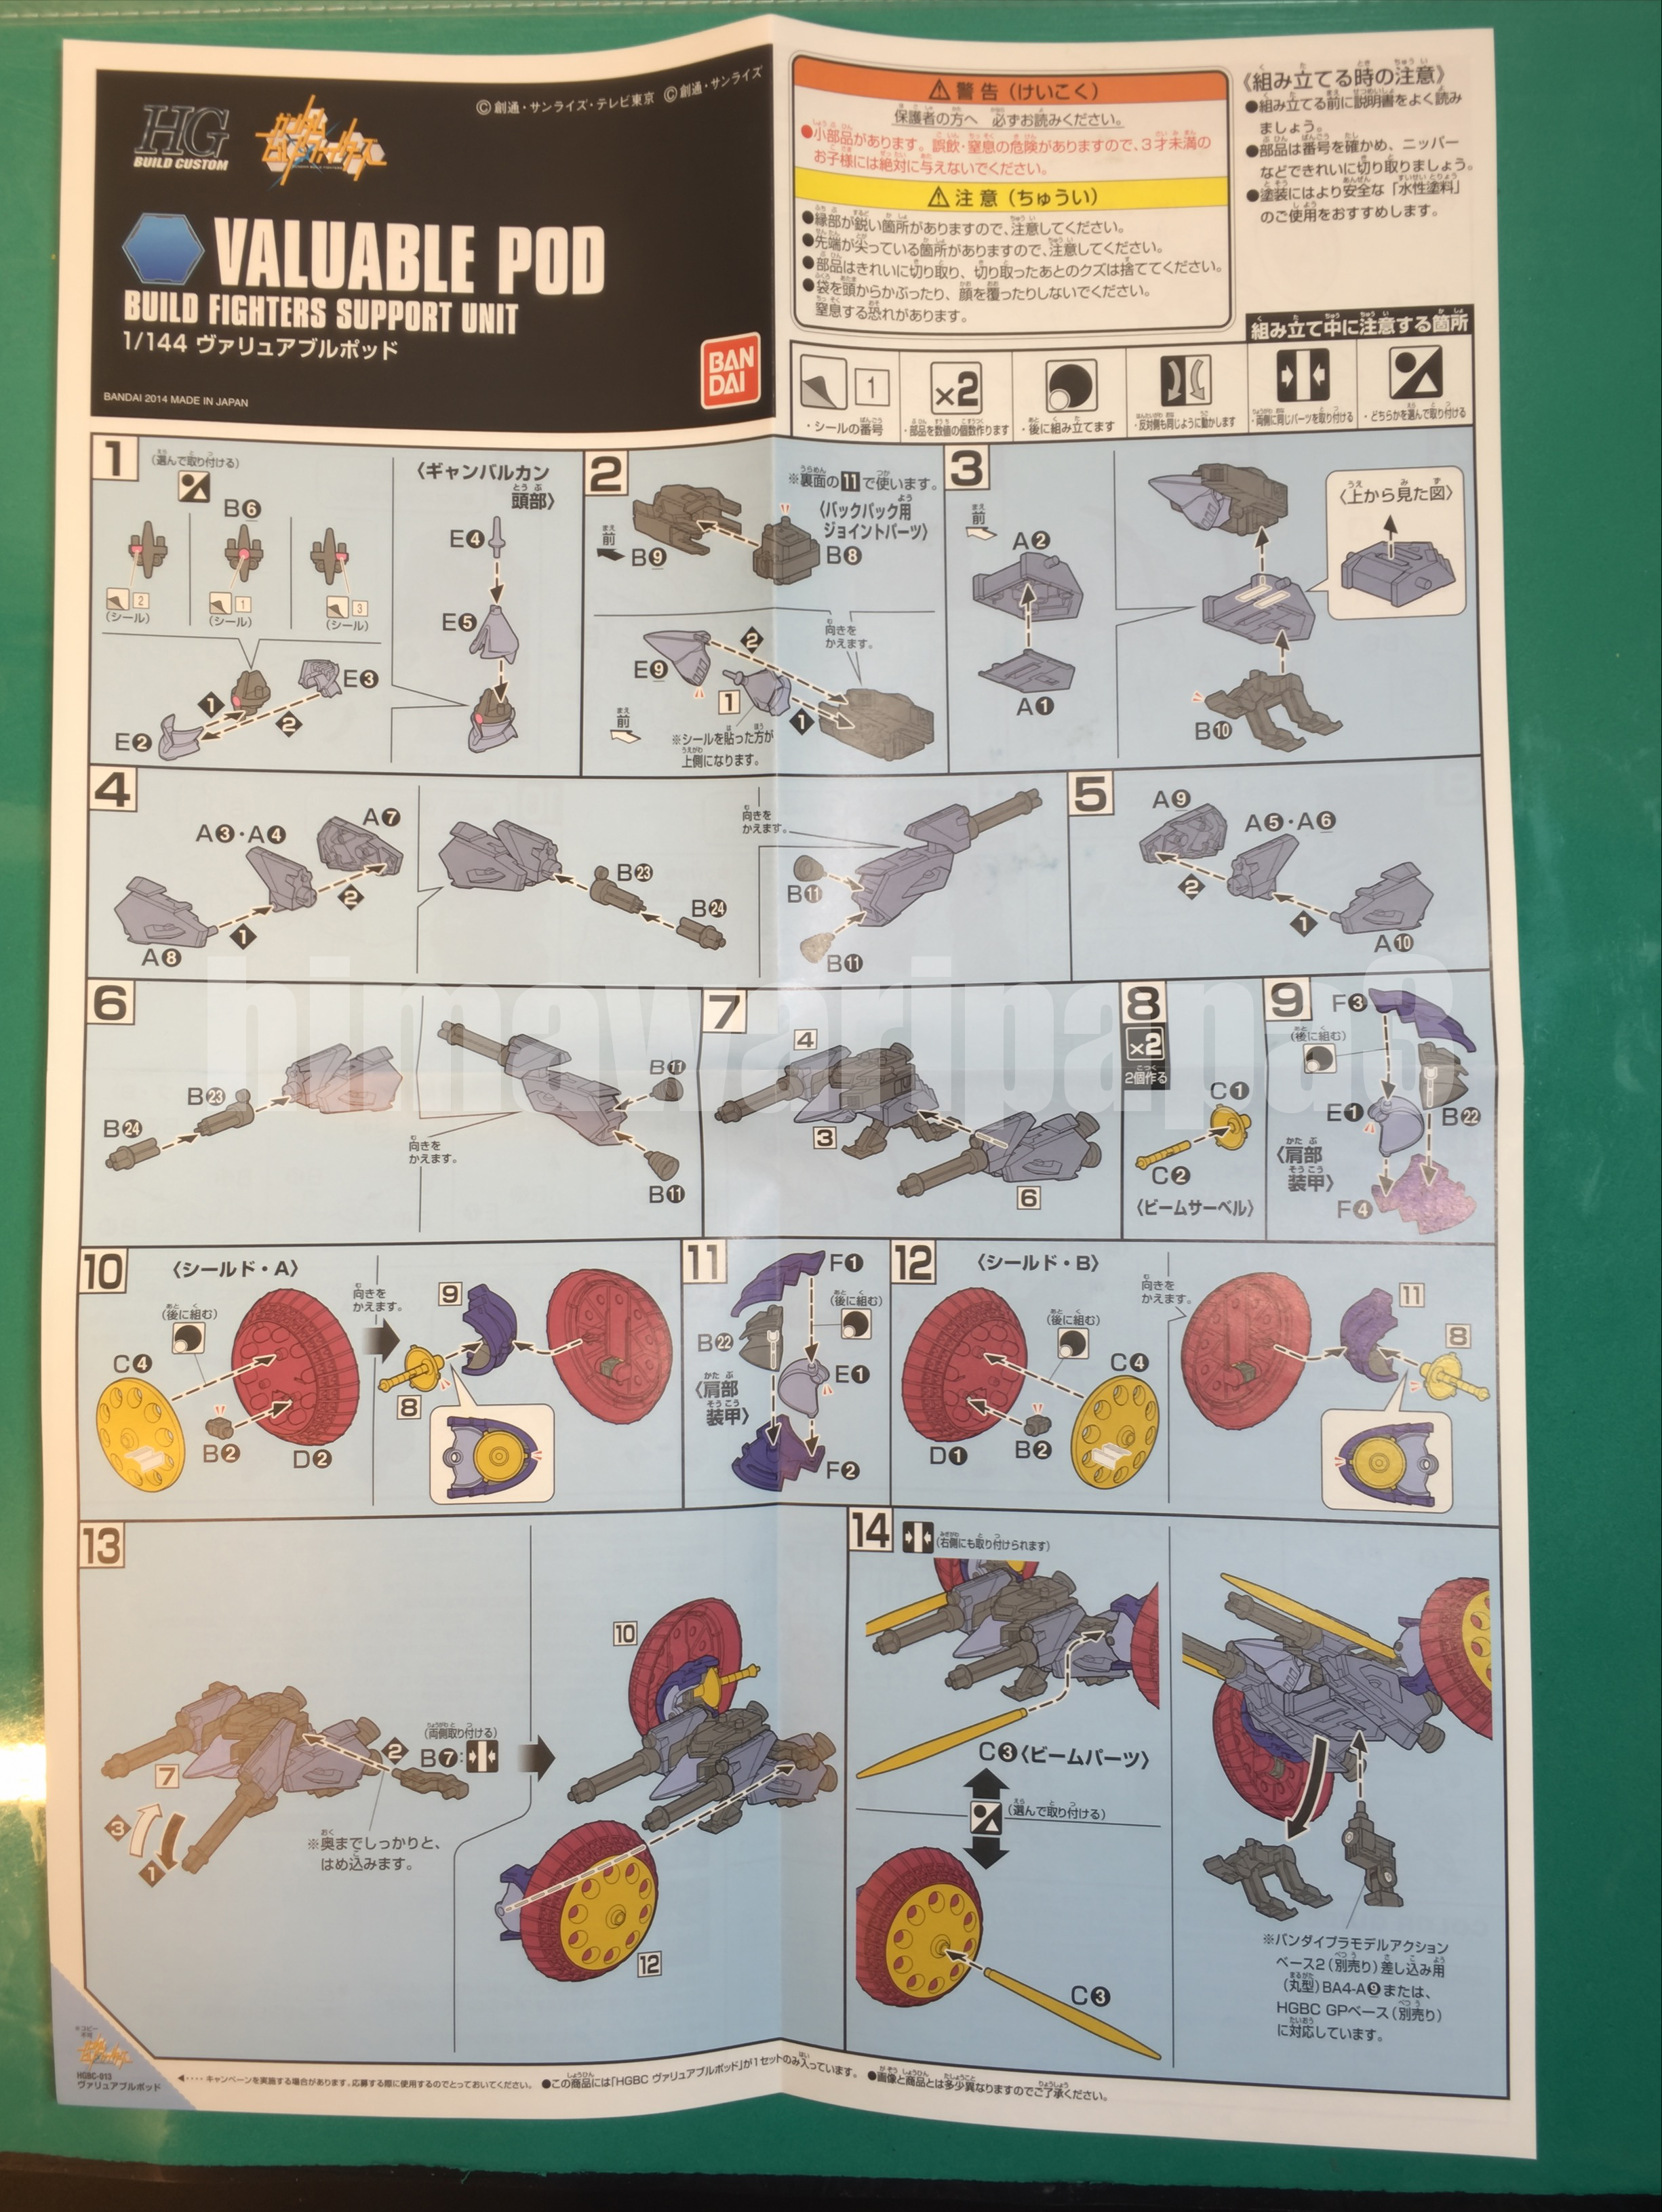 HG
BUILD CUSTOM
ガンダム
ビルドファイターズ
©創通・サンライズ・テレビ東京 ©創通・サンライズ
VALUABLE POD
BUILD FIGHTERS SUPPORT UNIT
1/144 ヴァリュアブルポッド
BANDAI 2014 MADE IN JAPAN
BAN
DAI
⚠警告(けいこく)
保護者の方へ 必ずお読みください。
●小部品があります。誤飲・窒息の危険がありますので、3才未満の
お子様には絶対に与えないでください。
⚠注意(ちゅうい)
●縁部が鋭い箇所がありますので、注意してください。
●先端が尖っている箇所がありますので、注意してください。
●部品はきれいに切り取り、切り取ったあとのクズは捨ててください。
●袋を頭からかぶったり、顔を覆ったりしないでください。
窒息する恐れがあります。
《組み立てる時の注意》
●組み立てる前に説明書をよく読み
ましょう。
●部品は番号を確かめ、ニッパー
などできれいに切り取りましょう。
●塗装にはより安全な「水性塗料」
のご使用をおすすめします。
組み立て中に注意する箇所
1
×2
・シールの番号
・部品を数値の個数作ります
・後に組み立てます
・反対側も同じように動かします
・両側に同じパーツを取り付ける
・どちらかを選んで取り付ける
1
(選んで取り付ける)
B6
2
(シール)
1
(シール)
3
(シール)
E3
1
2
E2
〈ギャンバルカン
頭部〉
E4
E5
2
※裏面の11で使います。
〈バックパック用
ジョイントパーツ〉
前
B9
B8
向きを
かえます。
2
E9
1
1
前
※シールを貼った方が
上側になります。
3
前
A2
A1
〈上から見た図〉
B10
4
A3・A4
A7
2
1
A8
B23
B24
向きを
かえます。
B11
B11
5
A9
A5・A6
2
1
A10
6
B23
B24
向きを
かえます。
B11
B11
7
4
3
6
8
×2
2個作る
C1
C2
〈ビームサーベル〉
9
F3
(後に組む)
E1
B22
〈肩部
装甲〉
F4
himawaripapa8
10
〈シールド・A〉
(後に組む)
C4
B2
D2
向きを
かえます。
9
8
11
F1
(後に組む)
B22
E1
〈肩部
装甲〉
F2
12
〈シールド・B〉
(後に組む)
C4
D1
B2
向きを
かえます。
11
8
13
7
3
1
2
(両側取り付ける)
B7:
※奥までしっかりと、
はめ込みます。
10
12
14
(右側にも取り付けられます)
C3〈ビームパーツ〉
(選んで取り付ける)
C3
※バンダイプラモデルアクション
ベース2(別売り)差し込み用
(丸型)BA4-A9または、
HGBC GPベース(別売り)
に対応しています。
HGBC-013
ヴァリュアブルポッド
◀‥‥キャンペーンを実施する場合があります。応募する際に使用するのでとっておいてください。 ●この商品には「HGBC ヴァリュアブルポッド」が1セットのみ入っています。 ●画像と商品とは多少異なりますのでご了承ください。